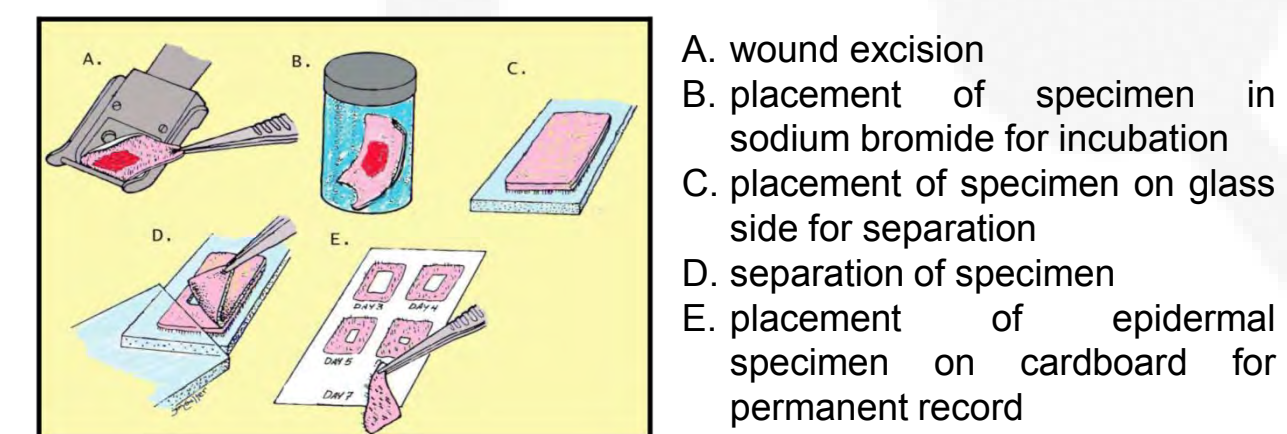 A.
B.
C.
D.
E.
DAY 3
DAY 4
DAY 5
DAY 7
A. wound excision
B. placement of specimen in
sodium bromide for incubation
C. placement of specimen on glass
side for separation
D. separation of specimen
E. placement of epidermal
specimen on cardboard for
permanent record